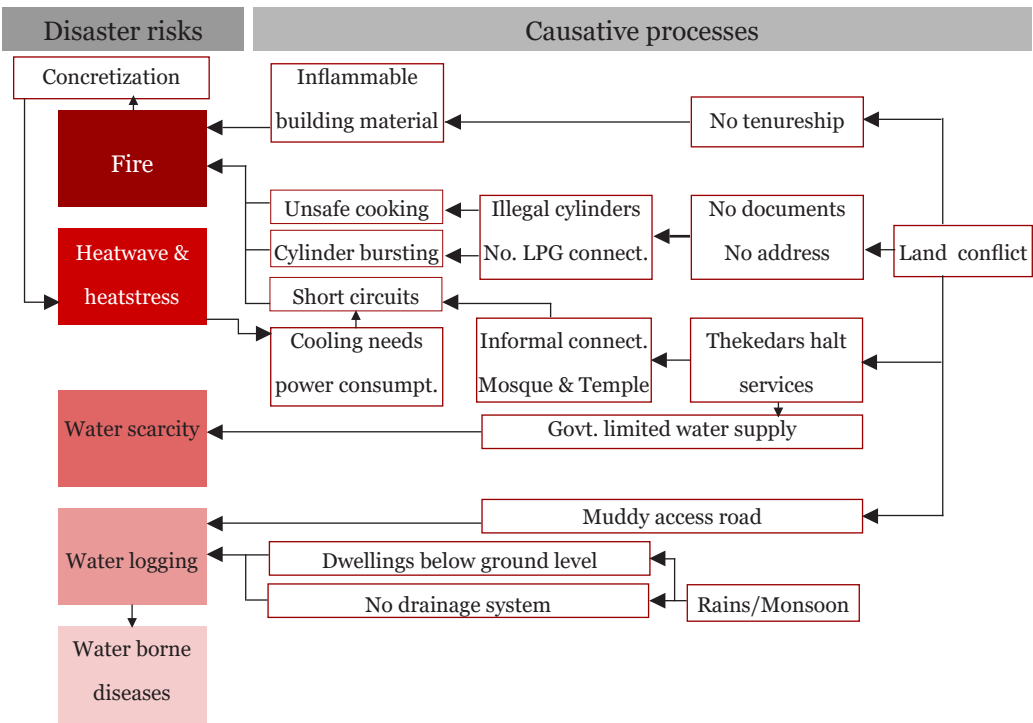 Disaster risks
Causative processes
Concretization
Fire
Heatwave &
heatstress
Water scarcity
Water logging
Water borne
diseases
Inflammable
building material
No tenureship
Unsafe cooking
Cylinder bursting
Short circuits
Illegal cylinders
No. LPG connect.
No documents
No address
Land conflict
Cooling needs
power consumpt.
Informal connect.
Mosque & Temple
Thekedars halt
services
Govt. limited water supply
Muddy access road
Dwellings below ground level
No drainage system
Rains/Monsoon